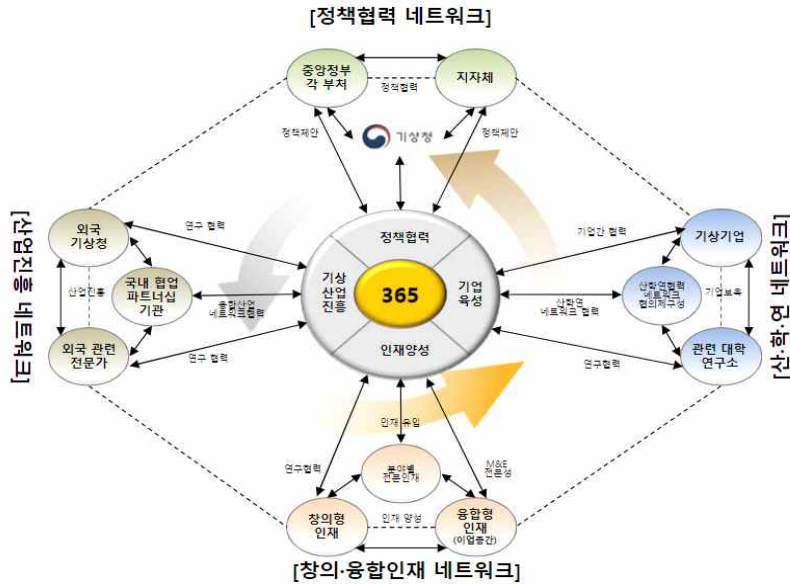 [정책협력 네트워크]
중앙정부
각 부처
지자체
정책협력
기상청
정책제안
정책제안
[산업진흥 네트워크]
외국
기상청
연구 협력
산업진흥
국내 협업
파트너십
기관
융합산업
네트워크협력
외국 관련
전문가
연구 협력
정책협력
기상
산업
진흥
365
기업
육성
인재양성
기업간 협력
기상기업
산학연
네트워크 협력
산학연협력
네트워크
협의체구성
기업보육
연구협력
관련 대학
연구소
[산·학·연 네트워크]
인재 유입
연구협력
분야별
전문인재
M&E
전문성
창의형
인재
인재 양성
융합형
인재
(이업종간)
[창의·융합인재 네트워크]